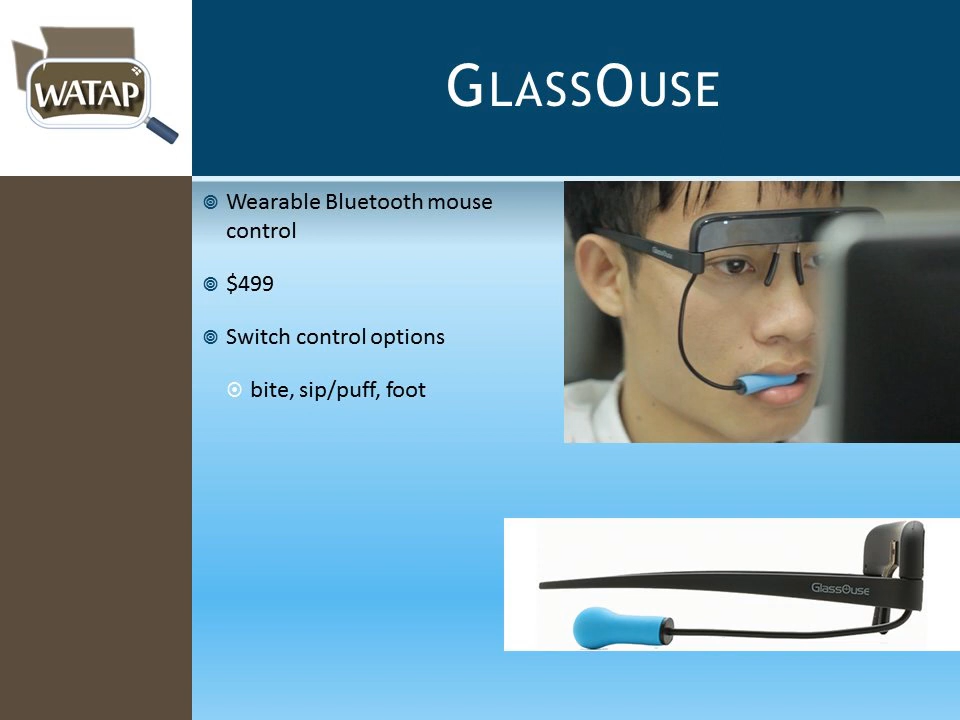 WATAP
GLASSOUSE
Wearable Bluetooth mouse
control
$499
Switch control options
bite, sip/puff, foot
GlassOuse
GlassOuse